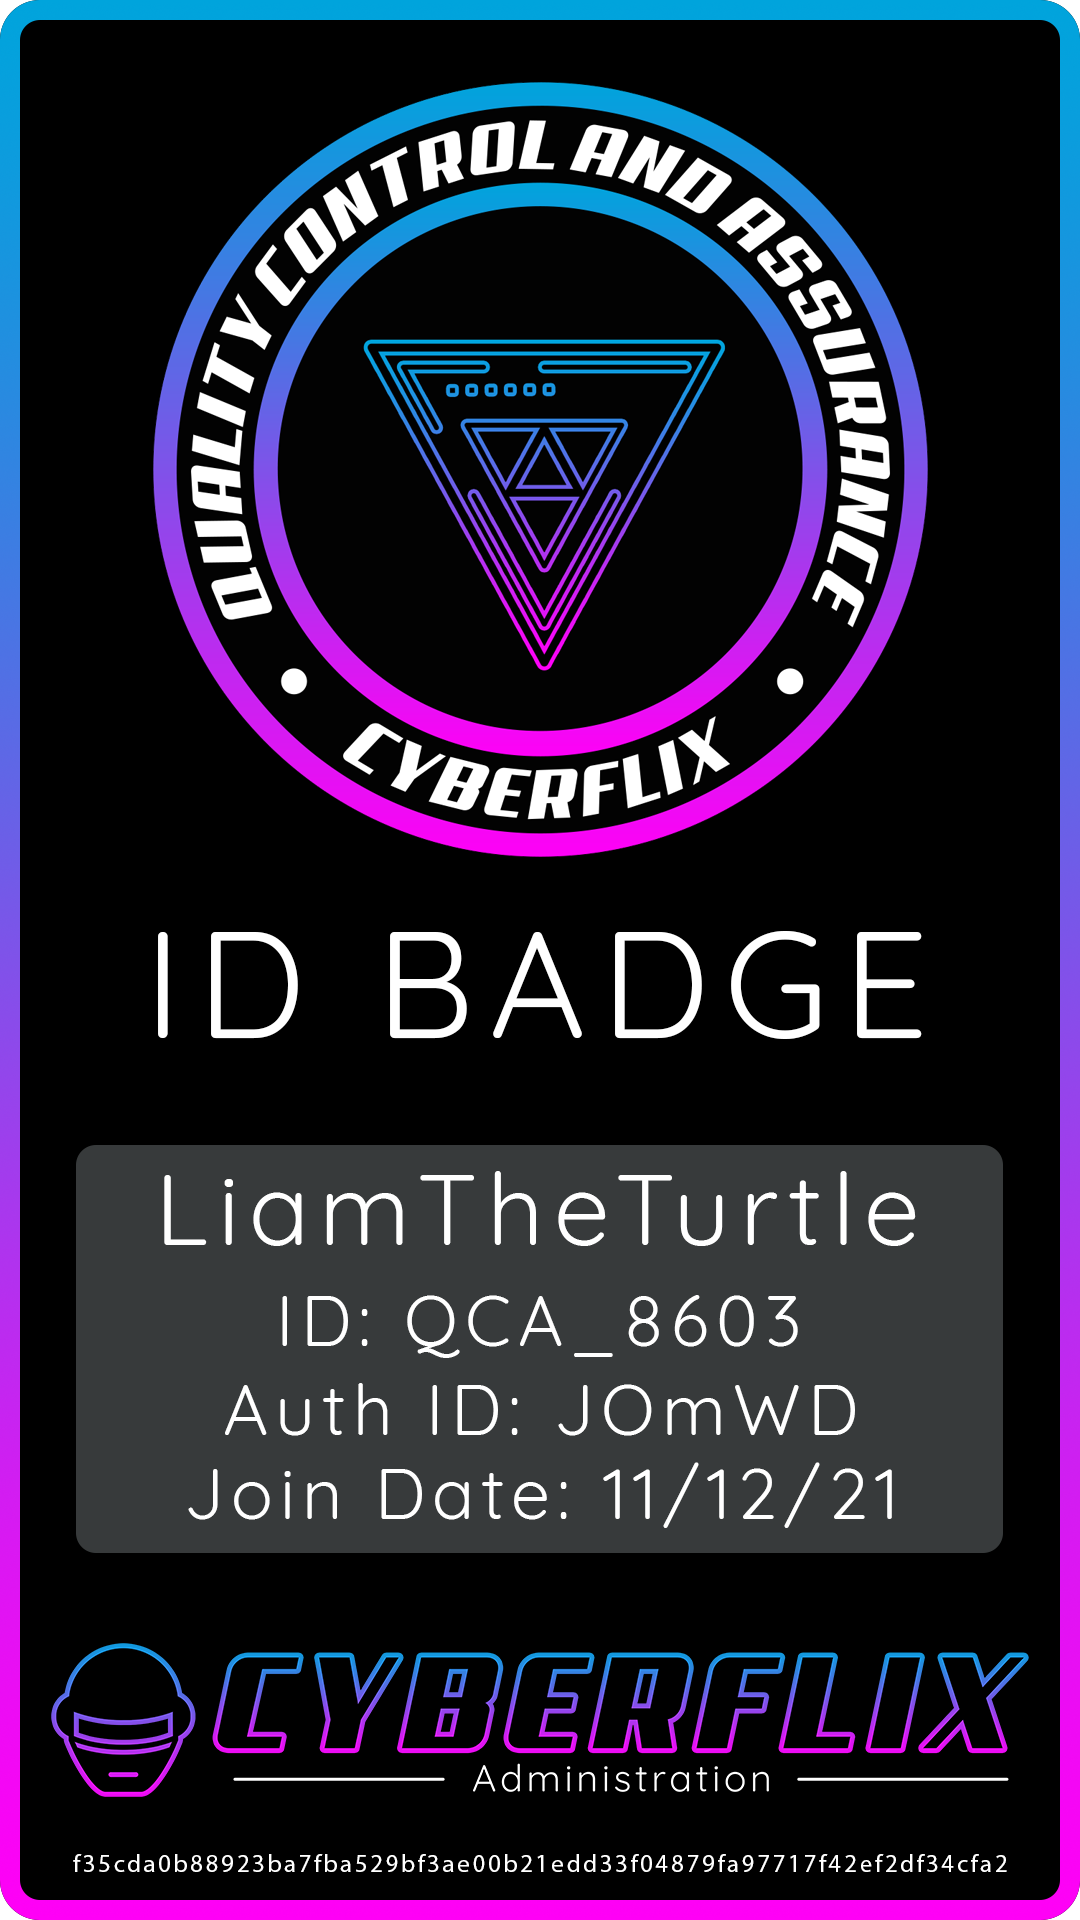 QUALITY CONTROL AND ASSURANCE
CYBERFLIX
ID BADGE
LiamTheTurtle
ID: QCA_8603
Auth ID: JOmWD
Join Date: 11/12/21
CYBERFLIX
Administration
f35cda0b88923ba7fba529bf3ae00b21edd33f04879fa97717f42ef2df34cfa2